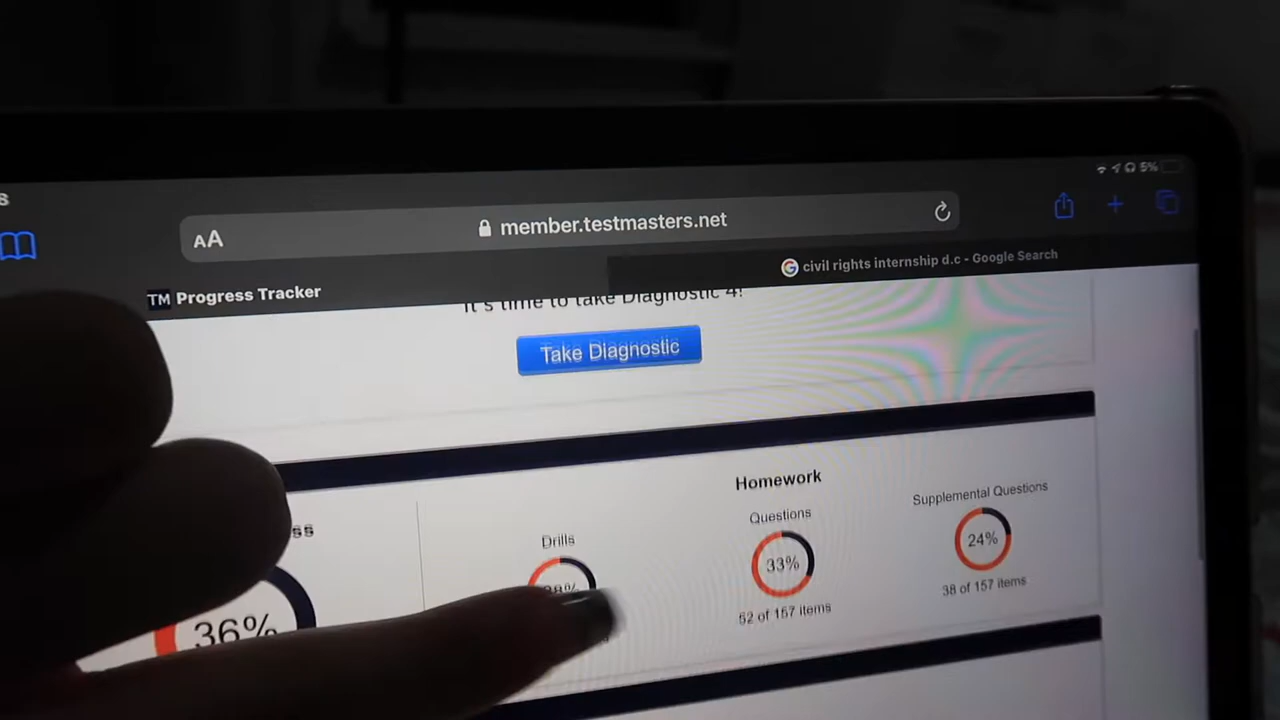 5%
AA
member.testmasters.net
TM Progress Tracker
civil rights internship d.c - Google Search
It's time to take Diagnostic 4!
Take Diagnostic
Homework
Drills
Questions
Supplemental Questions
33%
24%
52 of 157 items
38 of 157 items
36%